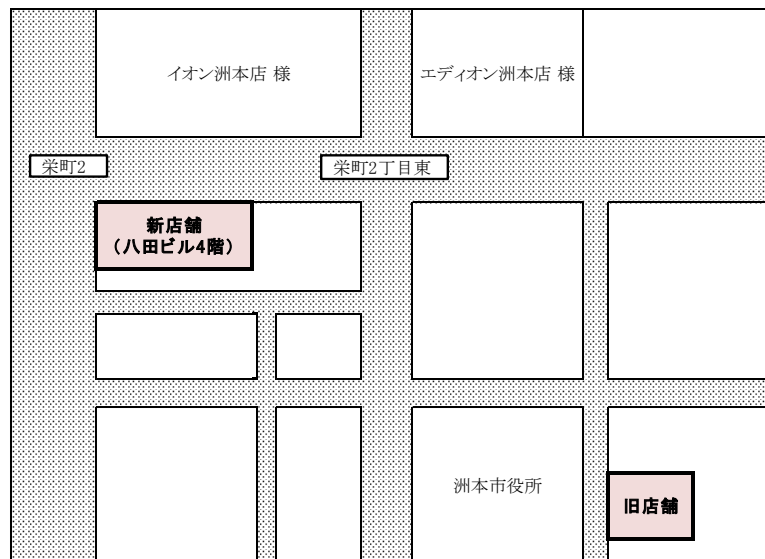 イオン洲本店 様
エディオン洲本店 様
栄町2
栄町2丁目東
新店舗
（八田ビル4階）
洲本市役所
旧店舗